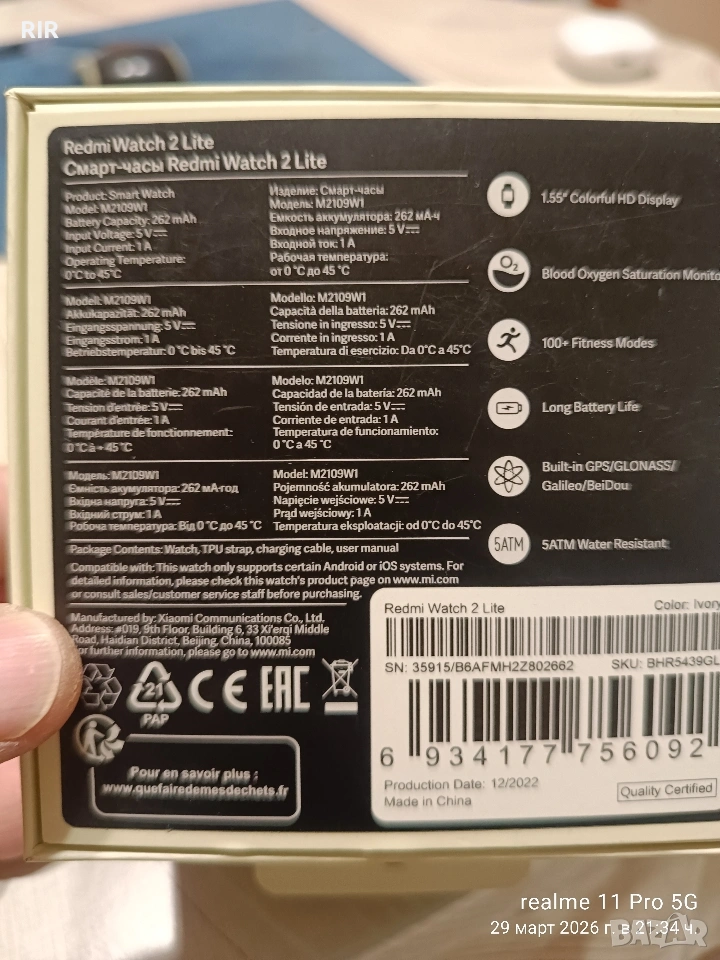 RIR
Redmi Watch 2 Lite
Смарт-часы Redmi Watch 2 Lite
Product: Smart Watch
Model: M2109W1
Battery Capacity: 262 mAh
Input Voltage: 5 V⎓
Input Current: 1 A
Operating Temperature:
0°C to 45°C
Изделие: Смарт-часы
Модель: M2109W1
Емкость аккумулятора: 262 мА·ч
Входное напряжение: 5 V⎓
Входной ток: 1 A
Рабочая температура:
от 0 °C до 45 °C
Modell: M2109W1
Akkukapazität: 262 mAh
Eingangsspannung: 5 V⎓
Eingangsstrom: 1 A
Betriebstemperatur: 0 °C bis 45 °C
Modello: M2109W1
Capacità della batteria: 262 mAh
Tensione in ingresso: 5 V⎓
Corrente in ingresso: 1 A
Temperatura di esercizio: Da 0°C a 45°C
Modèle: M2109W1
Capacité de la batterie: 262 mAh
Tension d'entrée: 5 V⎓
Courant d'entrée: 1 A
Température de fonctionnement:
0 °C à + 45 °C
Modelo: M2109W1
Capacidad de la batería: 262 mAh
Tensión de entrada: 5 V⎓
Corriente de entrada: 1 A
Temperatura de funcionamiento:
0 °C a 45 °C
Модель: M2109W1
Ємність акумулятора: 262 мА·год
Вхідна напруга: 5 V⎓
Вхідний струм: 1 A
Робоча температура: Від 0 °C до 45 °C
Model: M2109W1
Pojemność akumulatora: 262 mAh
Napięcie wejściowe: 5 V⎓
Prąd wejściowy: 1 A
Temperatura eksploatacji: od 0°C do 45°C
Package Contents: Watch, TPU strap, charging cable, user manual
Compatible with: This watch only supports certain Android or iOS systems. For
detailed information, please check this watch's product page on www.mi.com
or consult sales/customer service staff before purchasing.
Manufactured by: Xiaomi Communications Co., Ltd.
Address: #019, 9th Floor, Building 6, 33 Xi'erqi Middle
Road, Haidian District, Beijing, China, 100085
For further information, please go to www.mi.com
21
PAP
CE
EAC
Pour en savoir plus :
www.quefairedemesdechets.fr
1.55" Colorful HD Display
O2
Blood Oxygen Saturation Monito
100+ Fitness Modes
Long Battery Life
Built-in GPS/GLONASS/
Galileo/BeiDou
5ATM
5ATM Water Resistant
Redmi Watch 2 Lite
Color: Ivory
SN: 35915/B6AFMH2Z802662
SKU: BHR5439GL
6 934177 756092
Production Date: 12/2022
Made in China
Quality Certified
realme 11 Pro 5G
29 март 2026 г. в 21:34 ч.
BAZAR